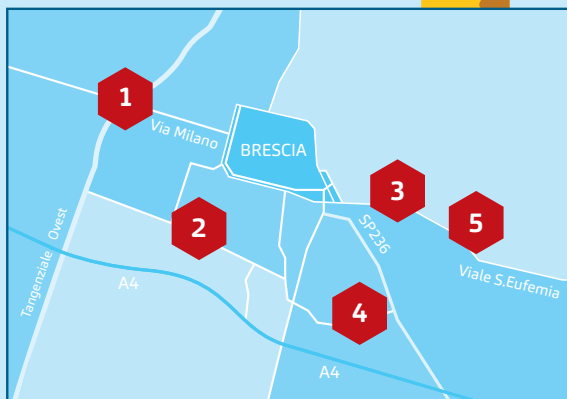 1
Via Milano
BRESCIA
3
5
2
SP236
Tangenziale Ovest
A4
Viale S.Eufemia
4
A4